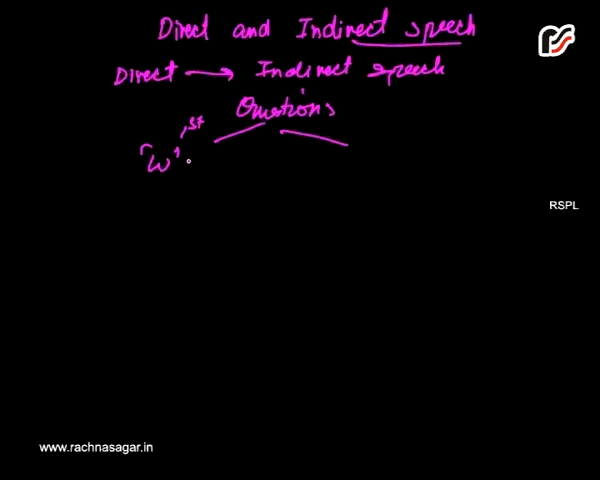 Direct and Indirect speech
Direct → Indirect speech
Questions
1st
"W"
RSPL
www.rachnasagar.in